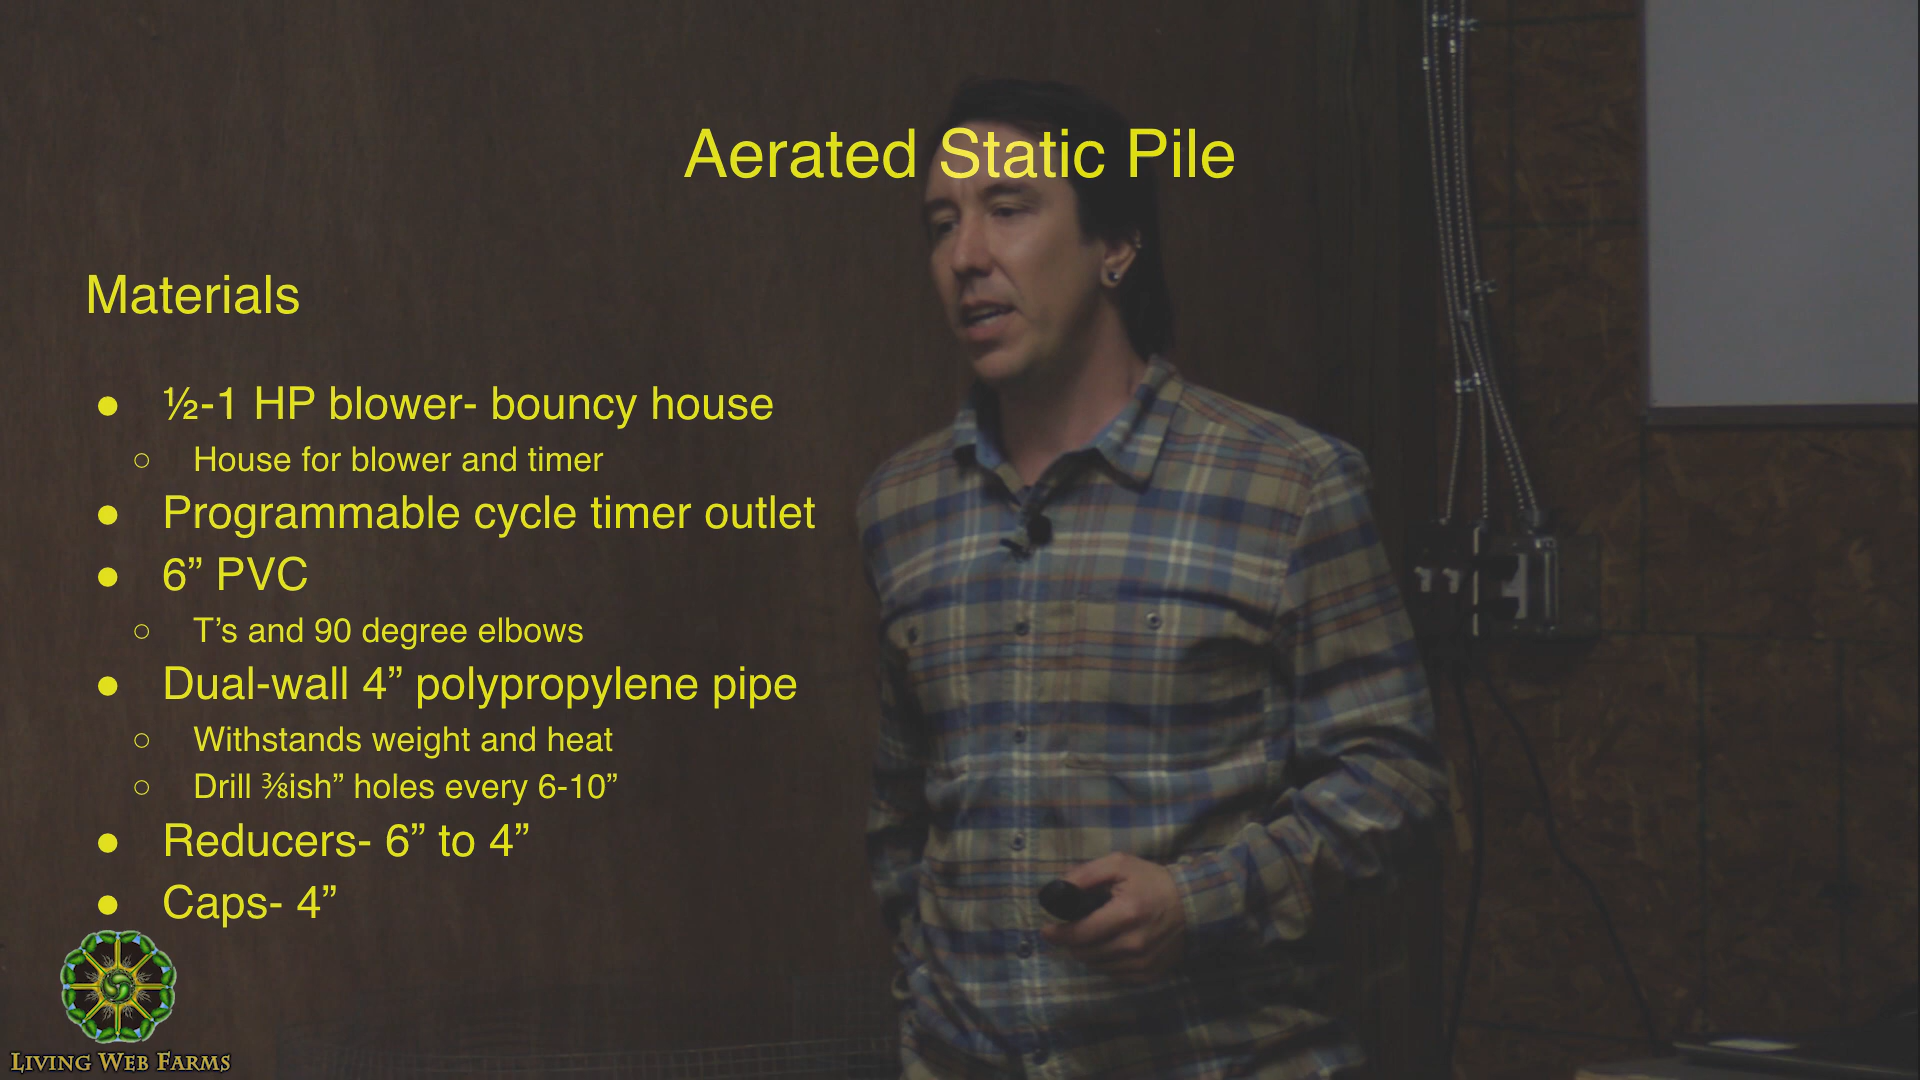 Aerated Static Pile
Materials
● ½-1 HP blower- bouncy house
○ House for blower and timer
● Programmable cycle timer outlet
● 6” PVC
○ T’s and 90 degree elbows
● Dual-wall 4” polypropylene pipe
○ Withstands weight and heat
○ Drill ⅜ish” holes every 6-10”
● Reducers- 6” to 4”
● Caps- 4”
LIVING WEB FARMS